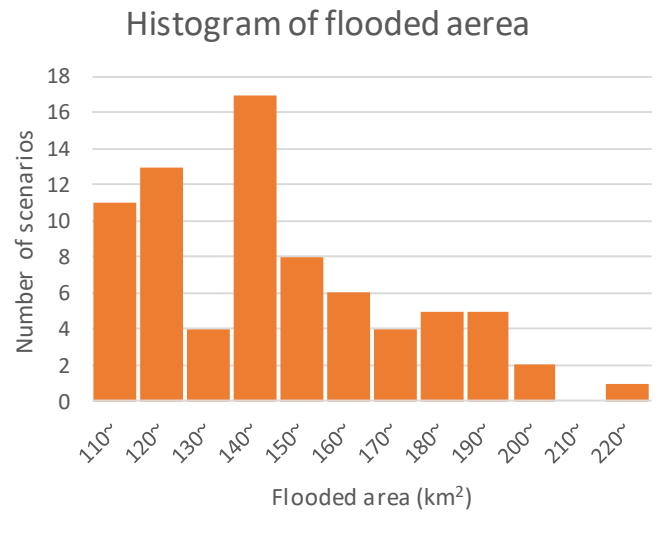 Histogram of flooded aerea
18
16
14
12
10
8
6
4
2
0
Number of scenarios
110~ 120~ 130~ 140~ 150~ 160~ 170~ 180~ 190~ 200~ 210~ 220~
Flooded area (km²)